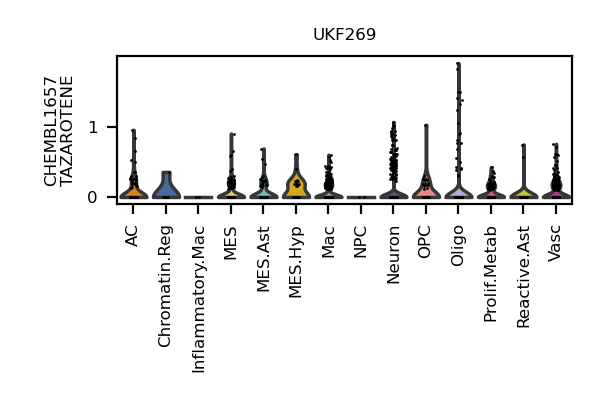 UKF269
CHEMBL1657
TAZAROTENE
1
0
AC
Chromatin.Reg
Inflammatory.Mac
MES
MES.Ast
MES.Hyp
Mac
NPC
Neuron
OPC
Oligo
Prolif.Metab
Reactive.Ast
Vasc